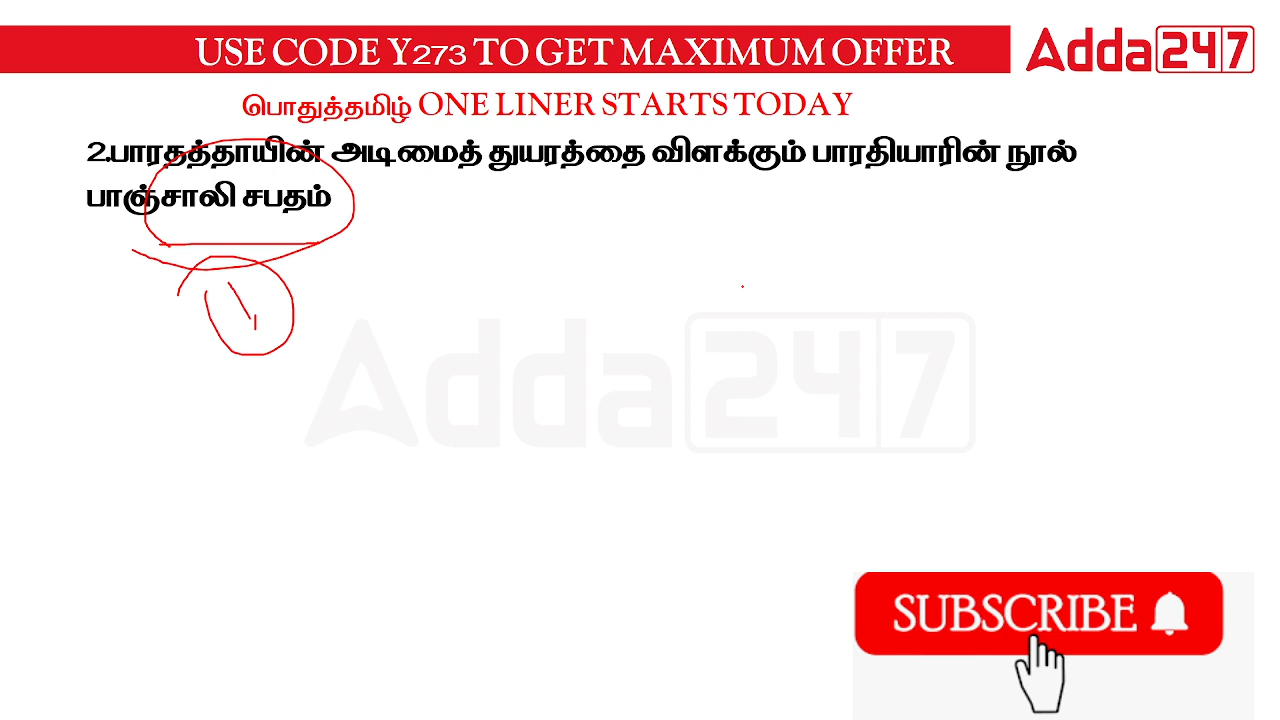 USE CODE Y273 TO GET MAXIMUM OFFER
Adda247
பொதுத்தமிழ் ONE LINER STARTS TODAY
2.பாரதத்தாயின் அடிமைத் துயரத்தை விளக்கும் பாரதியாரின் நூல்
பாஞ்சாலி சபதம்
Adda247
SUBSCRIBE